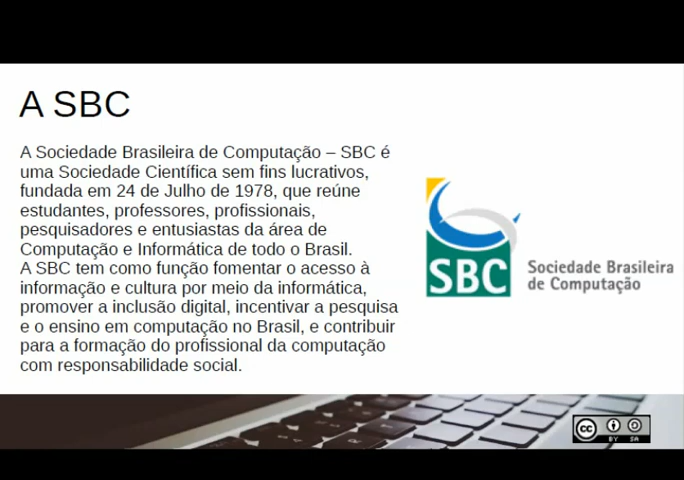 A SBC
A Sociedade Brasileira de Computação – SBC é
uma Sociedade Científica sem fins lucrativos,
fundada em 24 de Julho de 1978, que reúne
estudantes, professores, profissionais,
pesquisadores e entusiastas da área de
Computação e Informática de todo o Brasil.
A SBC tem como função fomentar o acesso à
informação e cultura por meio da informática,
promover a inclusão digital, incentivar a pesquisa
e o ensino em computação no Brasil, e contribuir
para a formação do profissional da computação
com responsabilidade social.
SBC
Sociedade Brasileira
de Computação
cc
BY SA